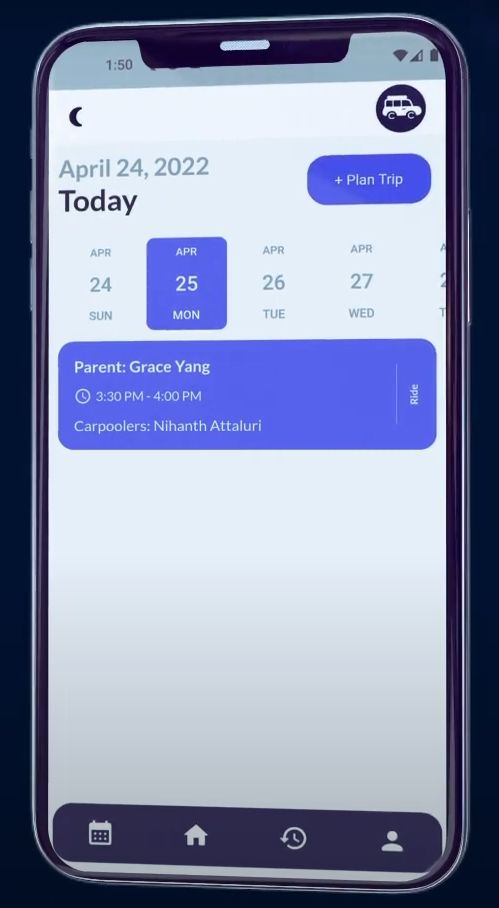 1:50
April 24, 2022
Today
+ Plan Trip
APR APR APR APR
24 25 26 27
SUN MON TUE WED
Parent: Grace Yang
3:30 PM - 4:00 PM
Ride
Carpoolers: Nihanth Attaluri